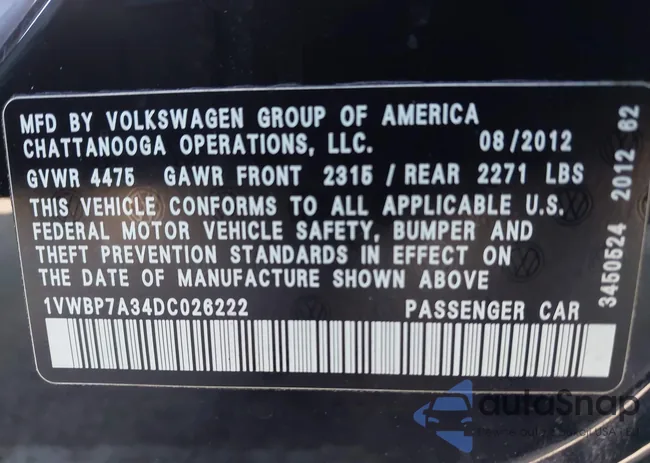 MFD BY VOLKSWAGEN GROUP OF AMERICA
CHATTANOOGA OPERATIONS, LLC. 08/2012
GVWR 4475 GAWR FRONT 2315 / REAR 2271 LBS
THIS VEHICLE CONFORMS TO ALL APPLICABLE U.S.
FEDERAL MOTOR VEHICLE SAFETY, BUMPER AND
THEFT PREVENTION STANDARDS IN EFFECT ON
THE DATE OF MANUFACTURE SHOWN ABOVE
1VWBP7A34DC026222 PASSENGER CAR
3450524 2012 62
autoSnap